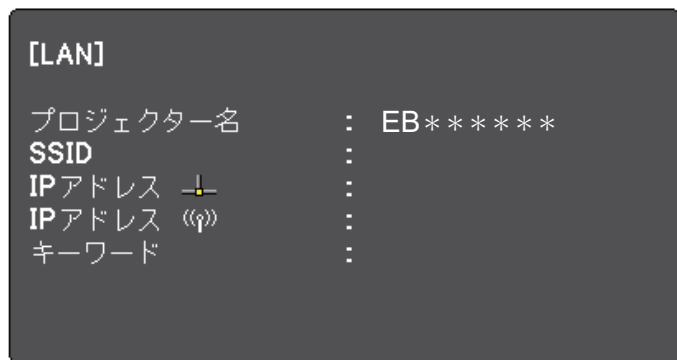 [LAN]
プロジェクター名 : EB******
SSID :
IPアドレス :
IPアドレス :
キーワード :